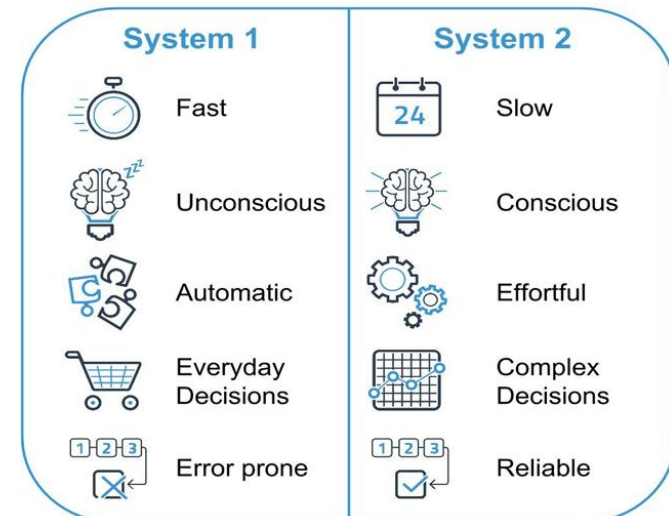 System 1
Fast
zzz
Unconscious
Automatic
Everyday
Decisions
1 2 3
Error prone
System 2
24
Slow
Conscious
Effortful
Complex
Decisions
1 2 3
Reliable